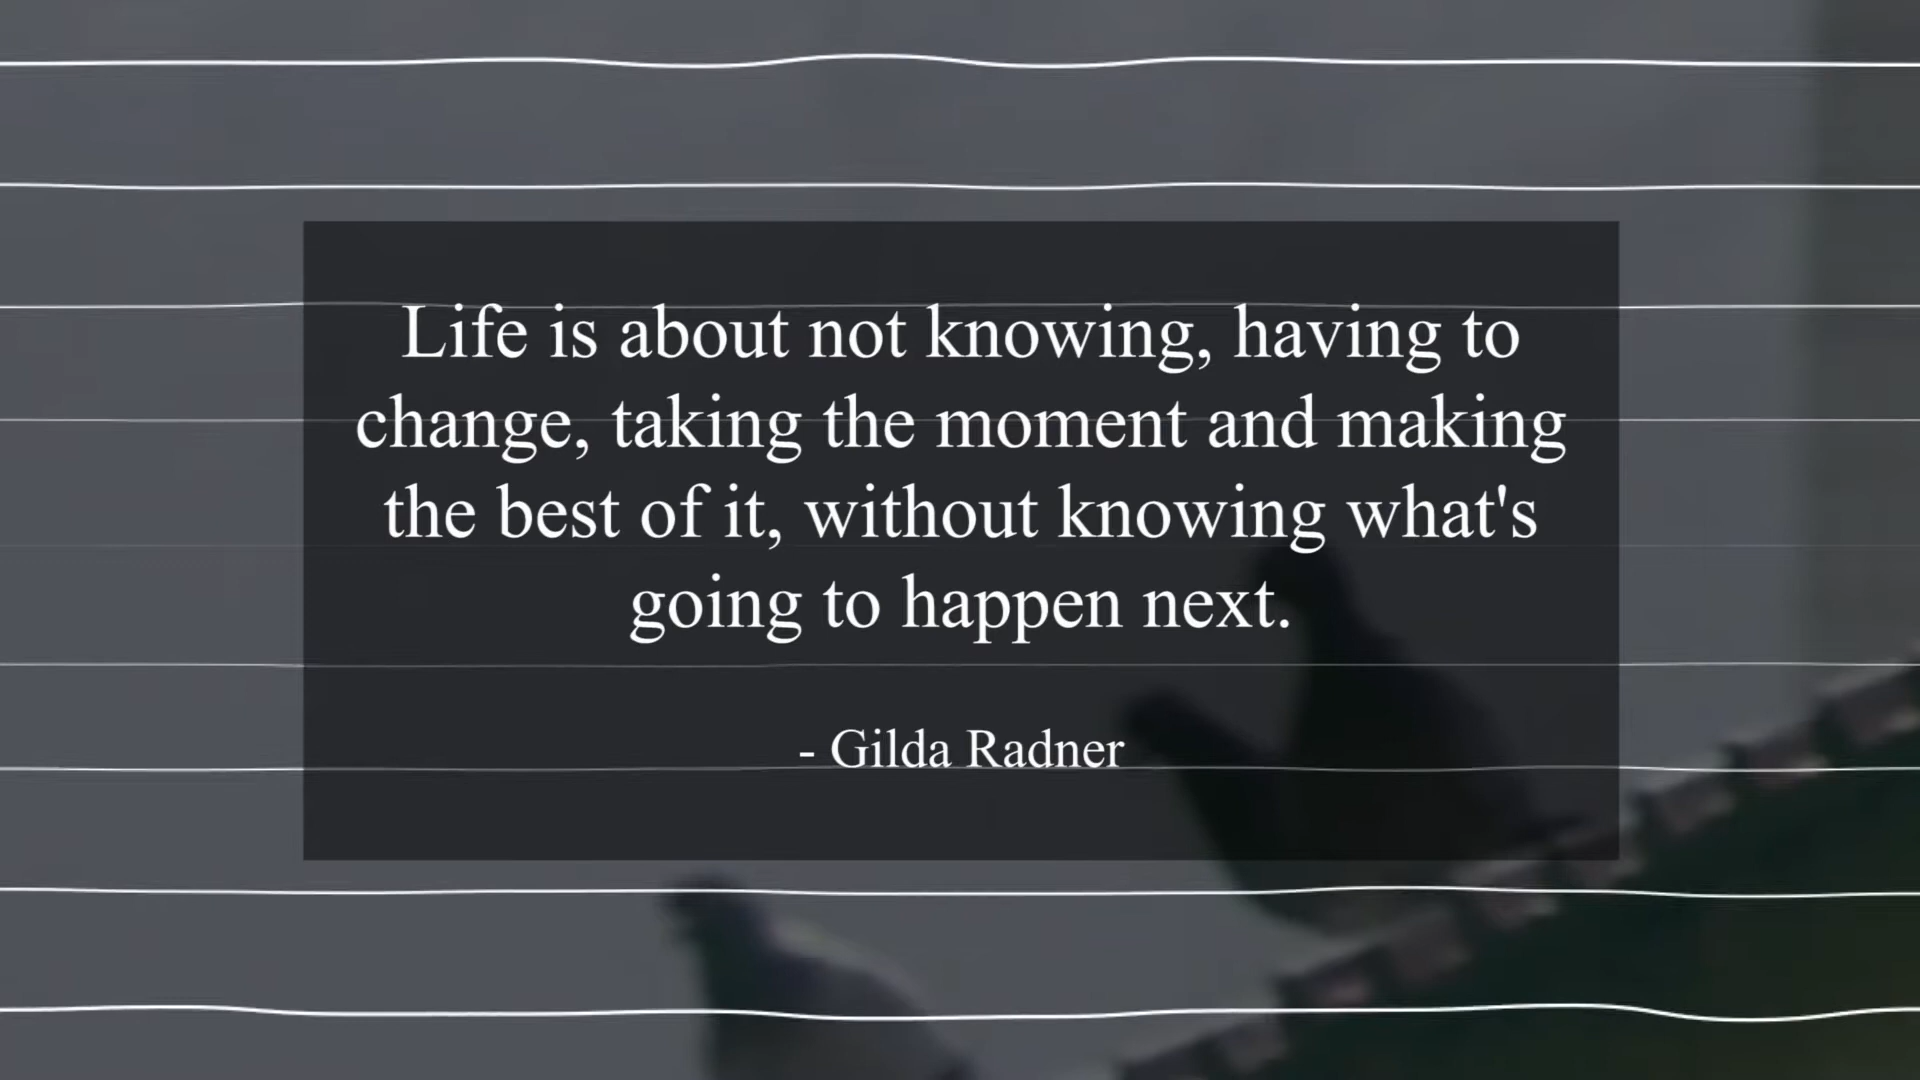 Life is about not knowing, having to
change, taking the moment and making
the best of it, without knowing what's
going to happen next.
- Gilda Radner